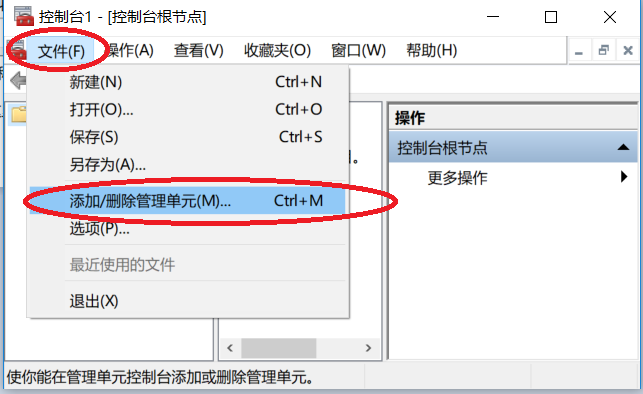 控制台1 - [控制台根节点]
文件(F) 操作(A) 查看(V) 收藏夹(O) 窗口(W) 帮助(H)
新建(N) Ctrl+N
打开(O)... Ctrl+O
保存(S) Ctrl+S
另存为(A)...
添加/删除管理单元(M)... Ctrl+M
选项(P)...
最近使用的文件
退出(X)
操作
控制台根节点
更多操作
使你能在管理单元控制台添加或删除管理单元。